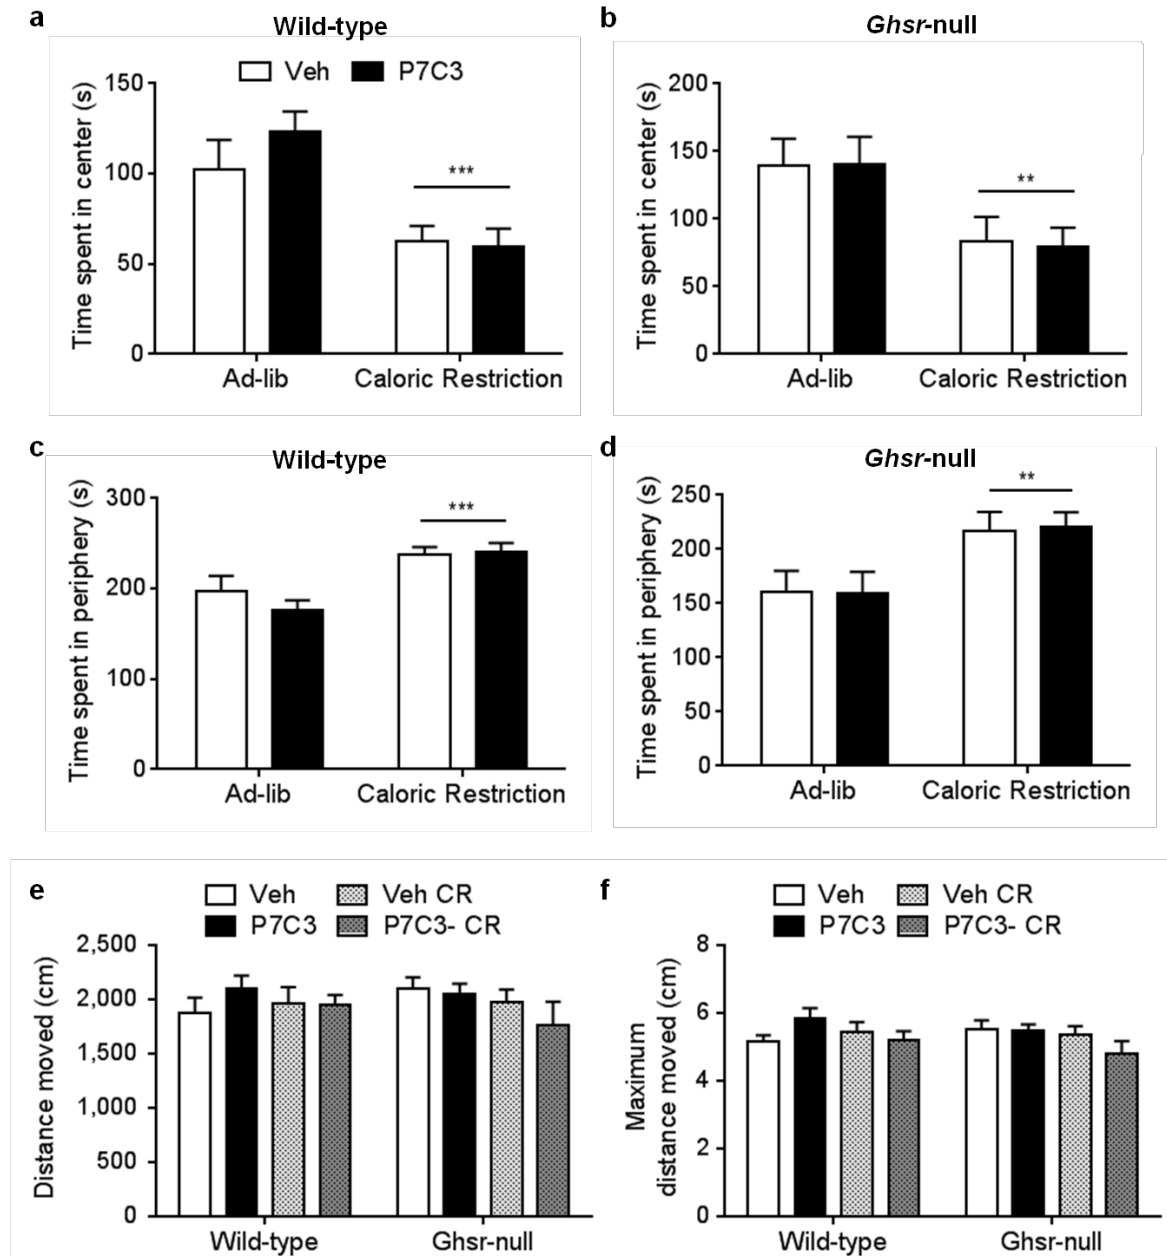 a
Wild-type
Veh P7C3
Time spent in center (s)
150
100
50
0
***
Ad-lib Caloric Restriction
b
Ghsr-null
Time spent in center (s)
200
150
100
50
0
**
Ad-lib Caloric Restriction
c
Wild-type
Time spent in periphery (s)
300
200
100
0
***
Ad-lib Caloric Restriction
d
Ghsr-null
Time spent in periphery (s)
250
200
150
100
50
0
**
Ad-lib Caloric Restriction
e
Veh Veh CR
P7C3 P7C3- CR
Distance moved (cm)
2,500
2,000
1,500
1,000
500
0
Wild-type Ghsr-null
f
Veh Veh CR
P7C3 P7C3- CR
Maximum
distance moved (cm)
8
6
4
2
0
Wild-type Ghsr-null